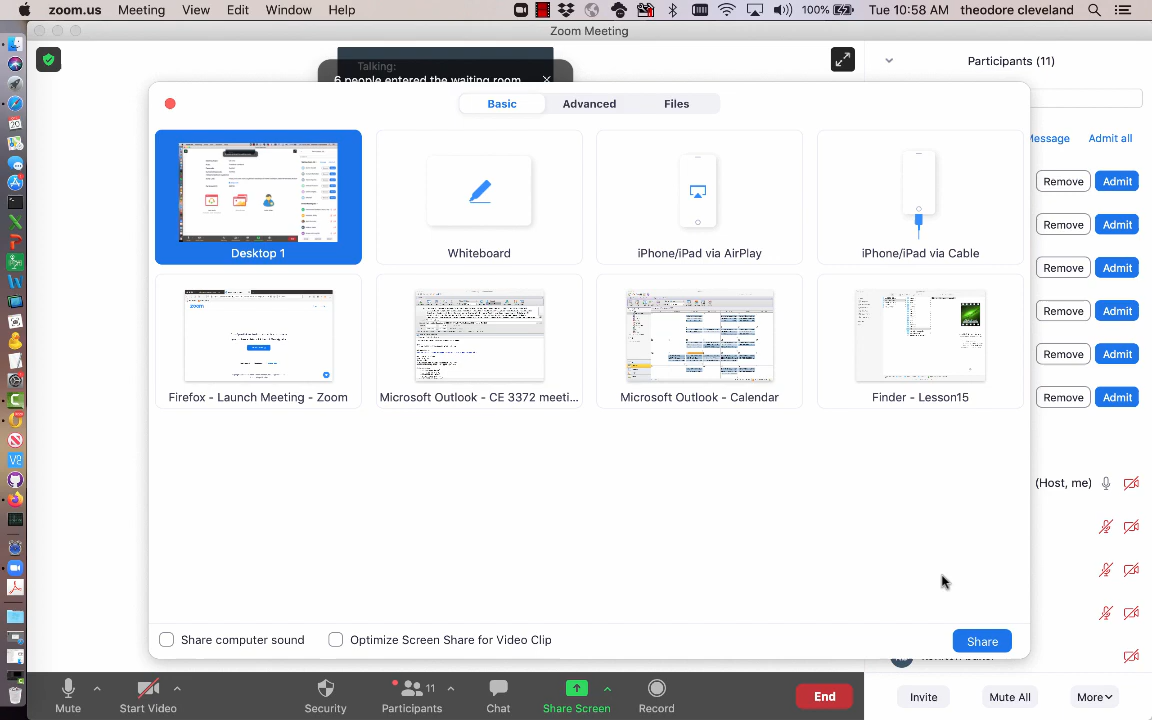 zoom.us Meeting View Edit Window Help 100% Tue 10:58 AM theodore cleveland
Zoom Meeting
Talking:
6 people entered the waiting room
Participants (11)
Basic Advanced Files
Message Admit all
Remove Admit
Remove Admit
Remove Admit
Remove Admit
Remove Admit
Remove Admit
Desktop 1
Whiteboard
iPhone/iPad via AirPlay
iPhone/iPad via Cable
zoom
Firefox - Launch Meeting - Zoom
Microsoft Outlook - CE 3372 meeti...
Microsoft Outlook - Calendar
Finder - Lesson15
(Host, me)
Share computer sound
Optimize Screen Share for Video Clip
Share
Mute
Start Video
Security
11
Participants
Chat
Share Screen
Record
End
Invite
Mute All
More